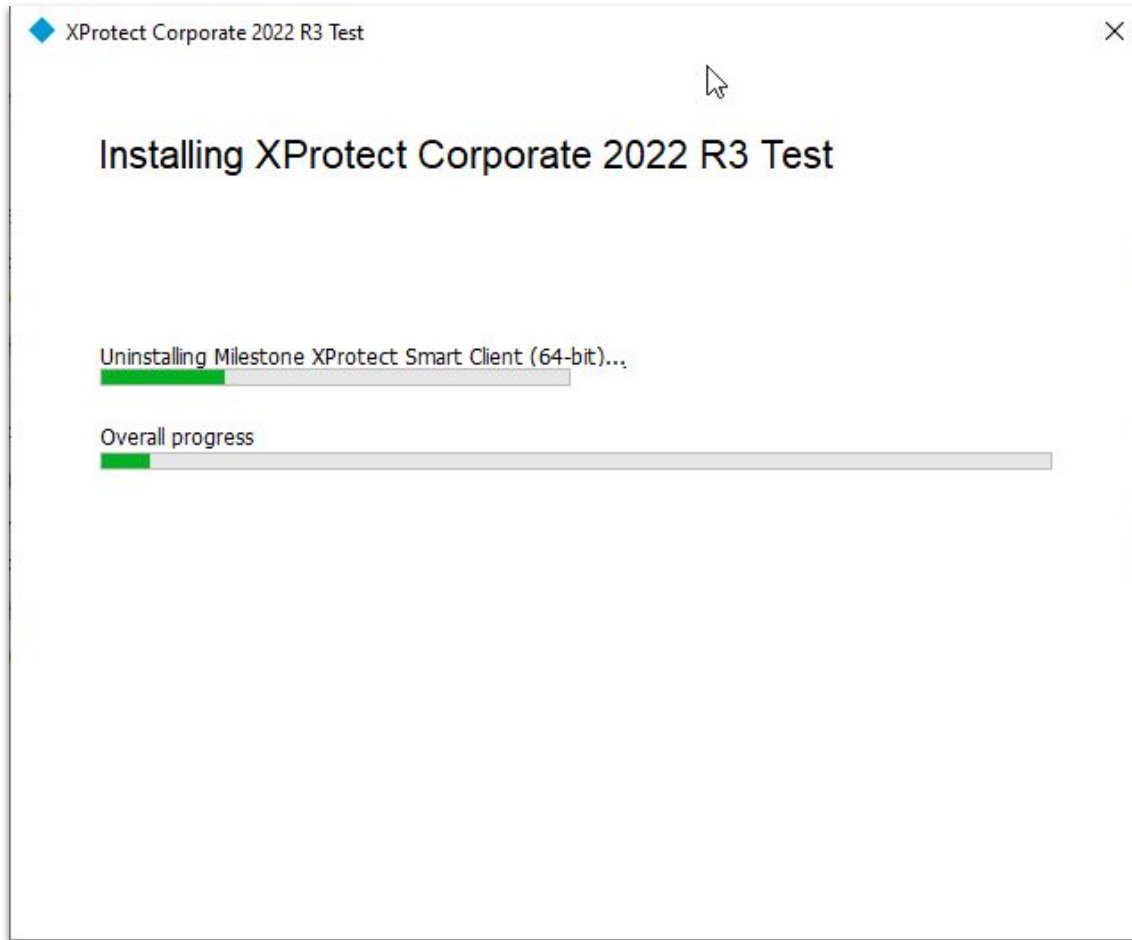 XProtect Corporate 2022 R3 Test
Installing XProtect Corporate 2022 R3 Test
Uninstalling Milestone XProtect Smart Client (64-bit)...
Overall progress